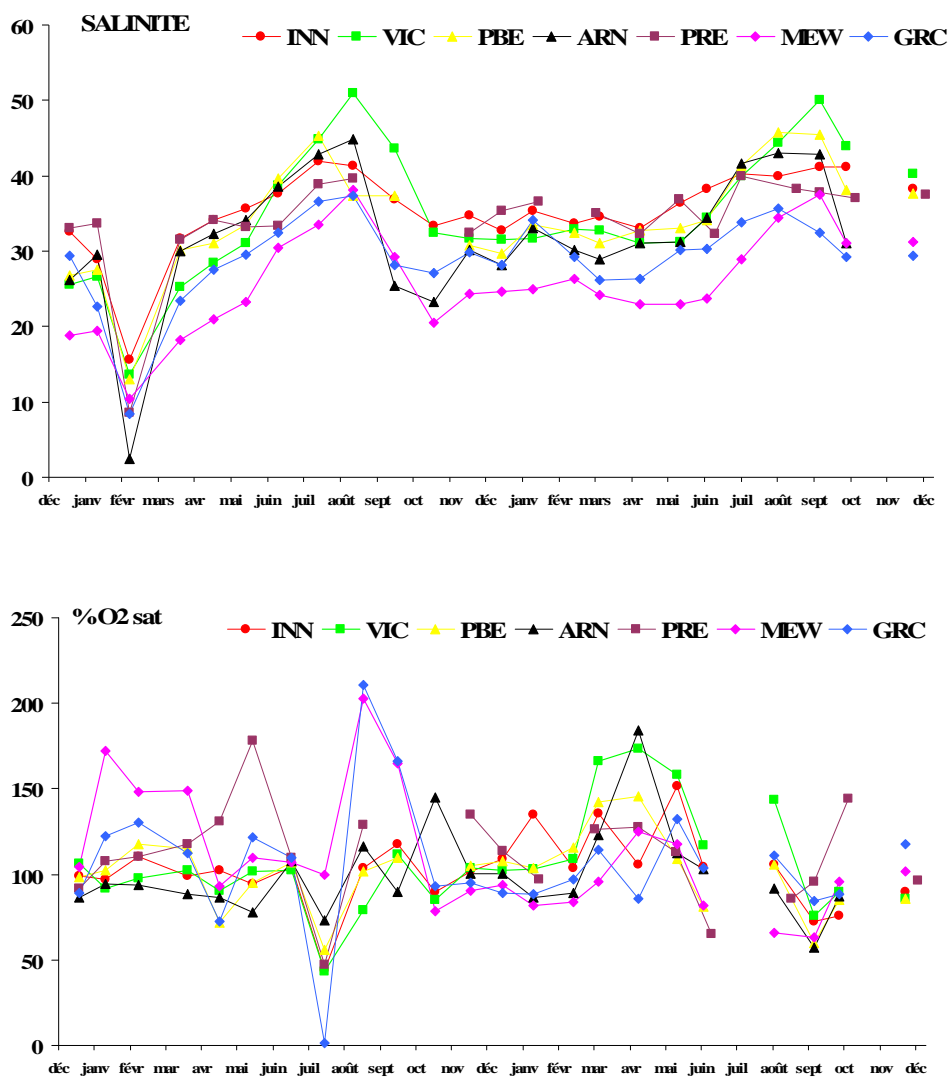 SALINITE
INN VIC PBE ARN PRE MEW GRC
60
50
40
30
20
10
0
déc janv févr mars avr mai juin juil août sept oct nov déc janv févr mars avr mai juin juil août sept oct nov déc
%O2 sat
INN VIC PBE ARN PRE MEW GRC
250
200
150
100
50
0
déc janv févr mar avr mai juin juil août sept oct nov déc janv févr mar avr mai juin juil août sept oct nov déc